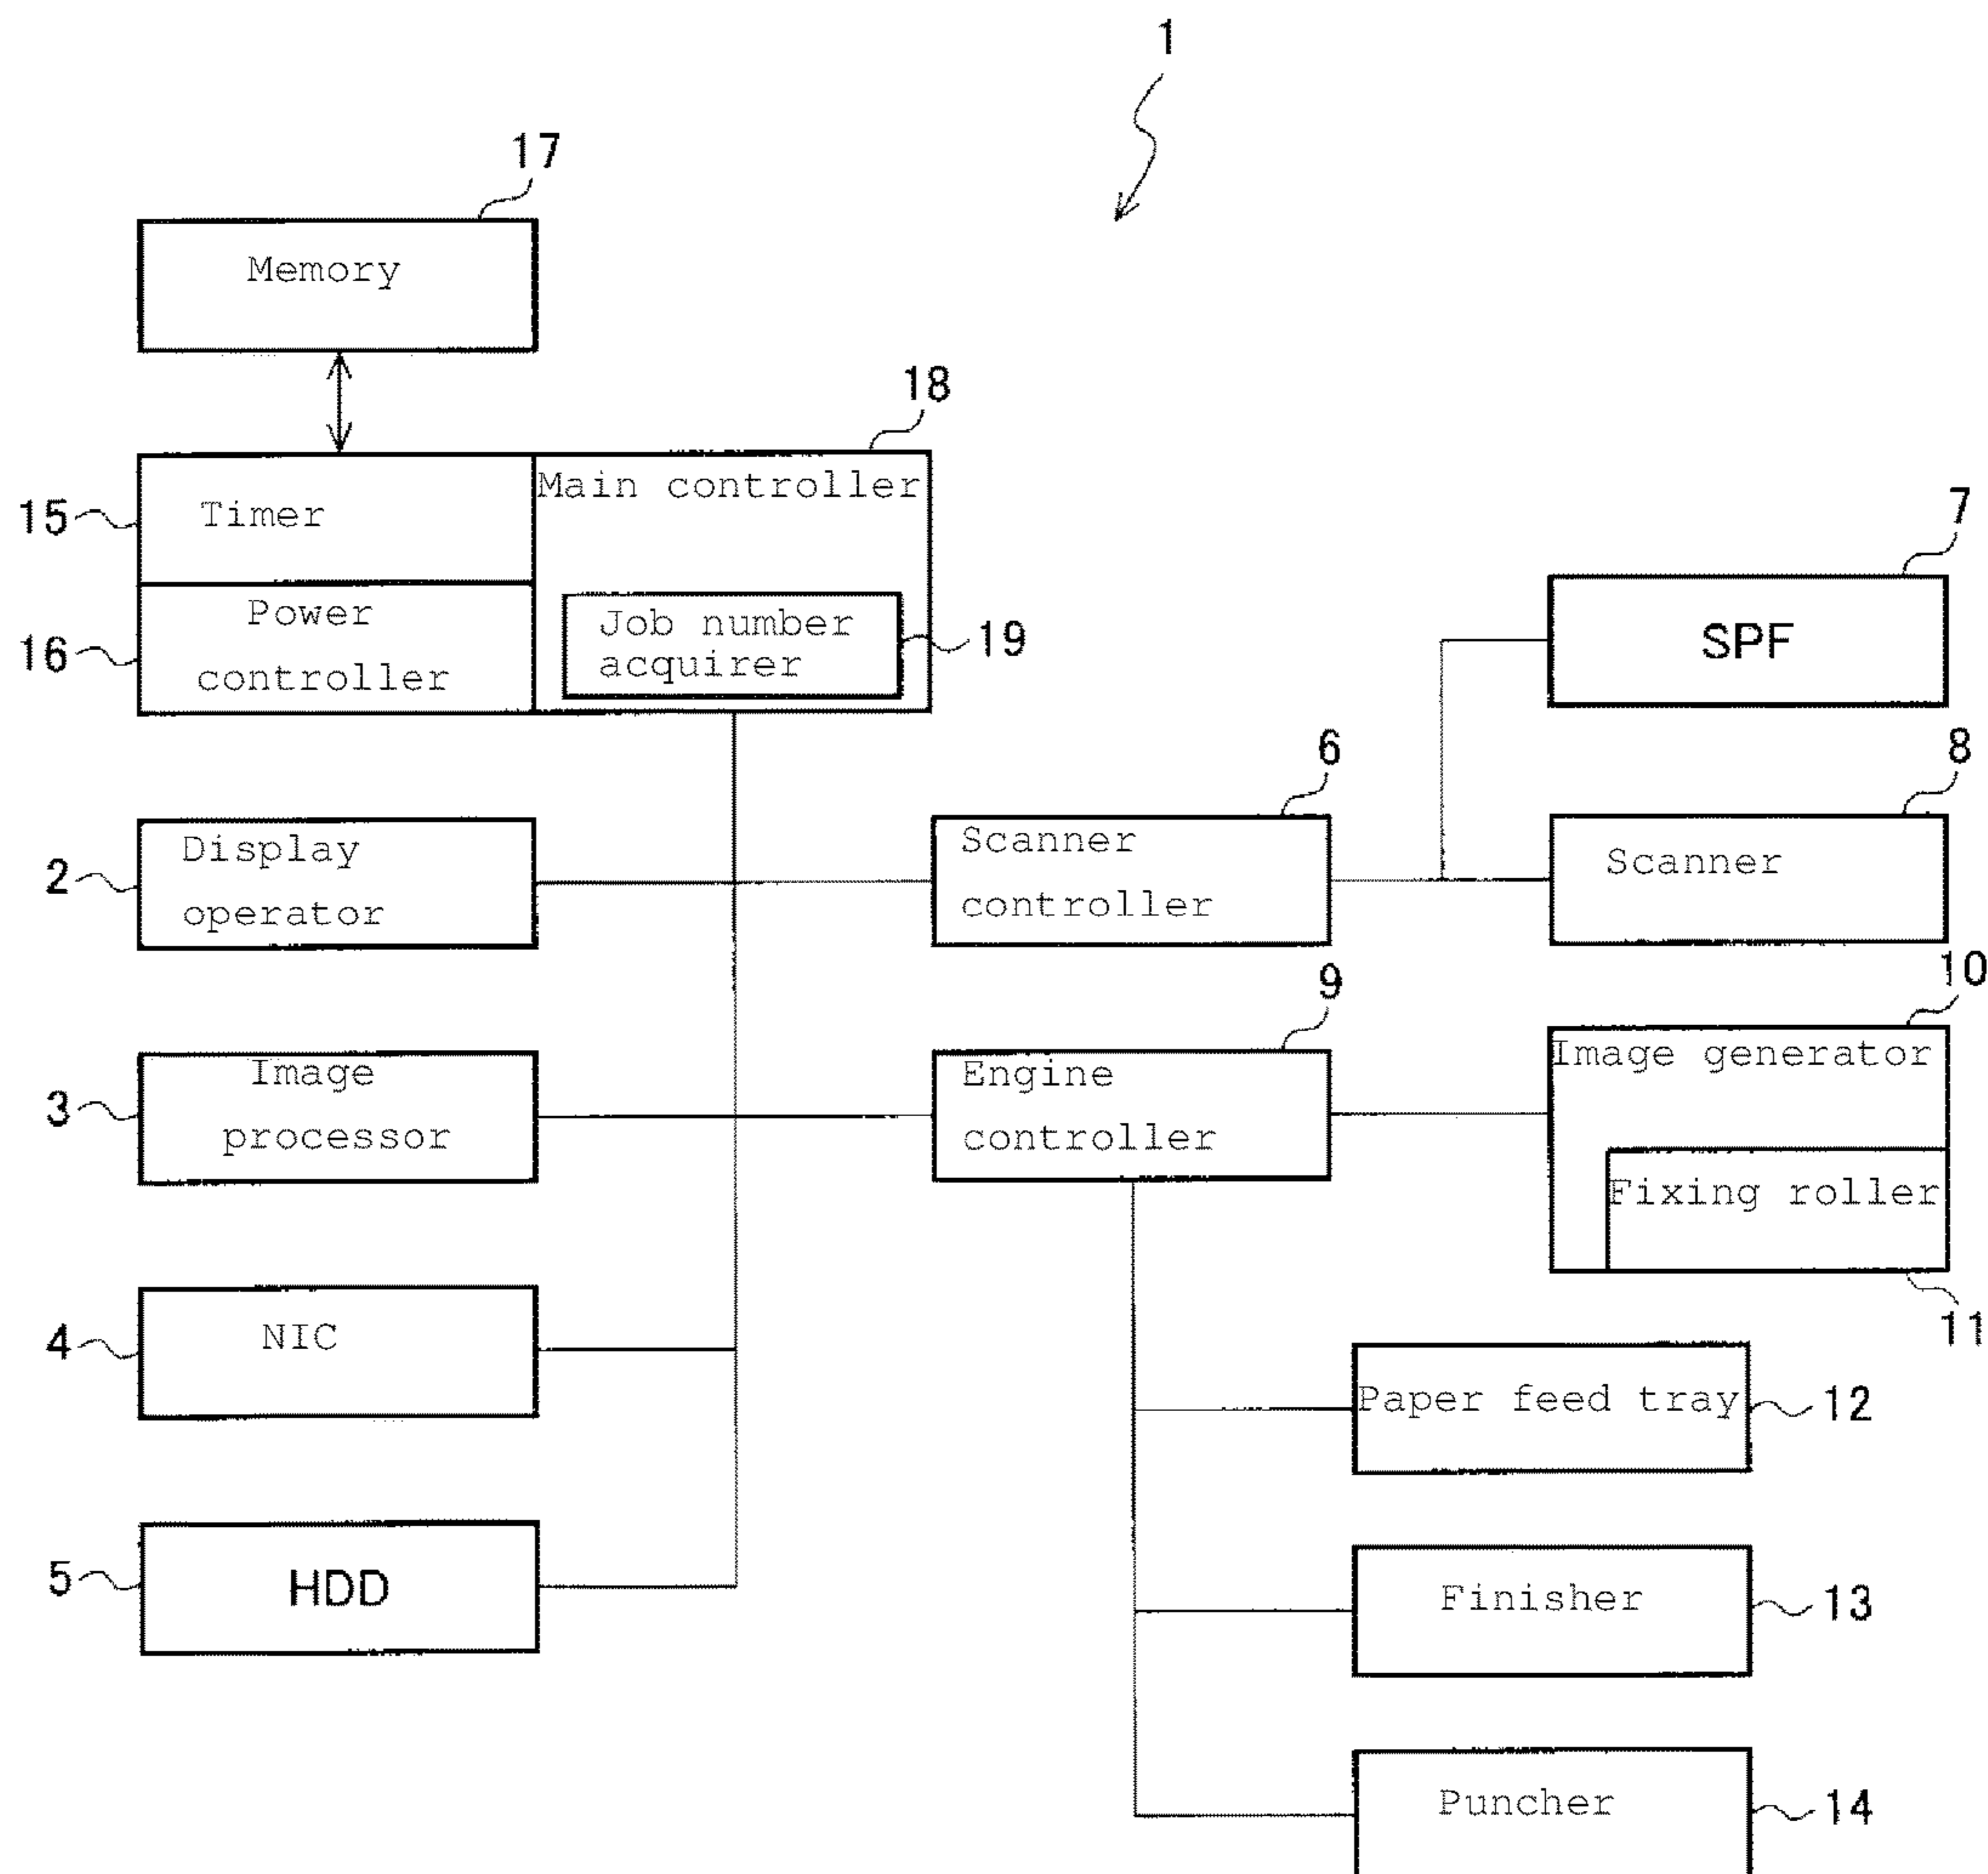 1
17
Memory
18
15
Timer
Main controller
16
Power
controller
Job number
acquirer
19
7
SPF
6
8
2
Display
operator
Scanner
controller
Scanner
9
10
3
Image
processor
Engine
controller
Image generator
Fixing roller
11
4
NIC
Paper feed tray
12
5
HDD
Finisher
13
Puncher
14